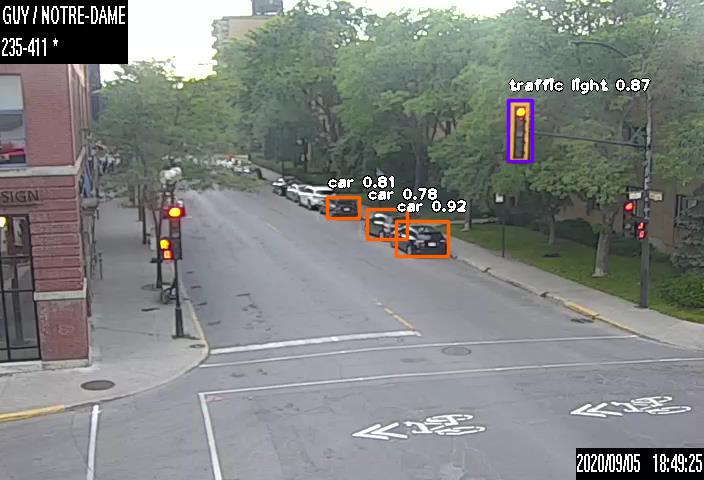 GUY / NOTRE-DAME
235-411 *
traffic light 0.87
car 0.81
car 0.78
car 0.92
SIGN
2020/09/05 18:49:25